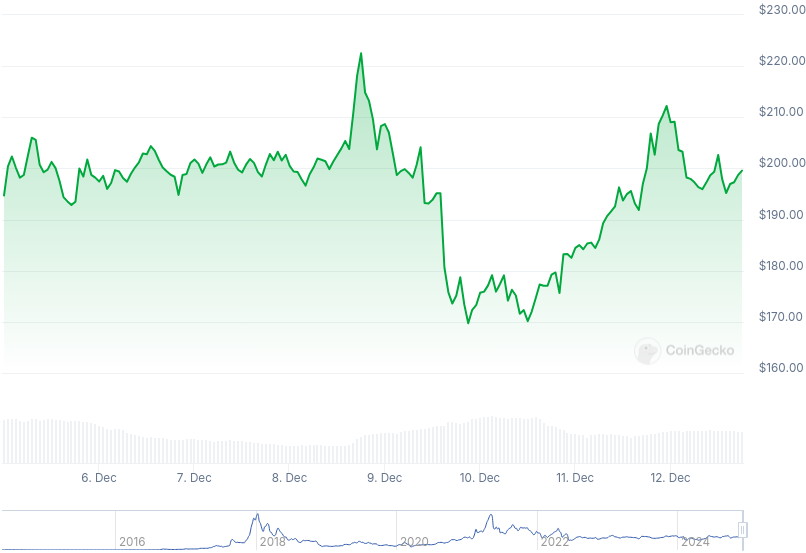 $230.00
$220.00
$210.00
$200.00
$190.00
$180.00
$170.00
CoinGecko
$160.00
6. Dec 7. Dec 8. Dec 9. Dec 10. Dec 11. Dec 12. Dec
2016 2018 2020 2022 2024